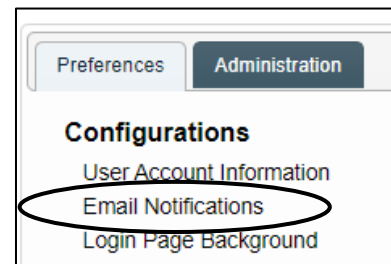 Preferences Administration
Configurations
User Account Information
Email Notifications
Login Page Background